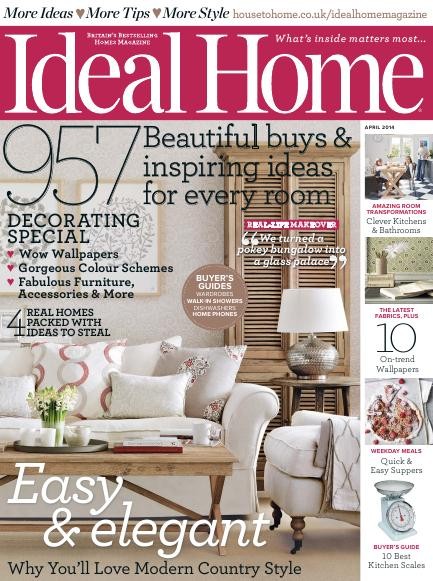 More Ideas ♥ More Tips ♥ More Style housetohome.co.uk/idealhomemagazine
BRITAIN'S BESTSELLING
HOMES MAGAZINE
What's inside matters most...
Ideal Home
957 Beautiful buys &
inspiring ideas
for every room
DECORATING
SPECIAL
♥ Wow Wallpapers
♥ Gorgeous Colour Schemes
♥ Fabulous Furniture,
Accessories & More
4 REAL HOMES
PACKED WITH
IDEAS TO STEAL
REAL-LIFE MAKEOVER
“We turned a
pokey bungalow into
a glass palace”
BUYER'S
GUIDES
WARDROBES
WALK-IN SHOWERS
DISHWASHERS
HOME PHONES
Easy
& elegant
Why You'll Love Modern Country Style
APRIL 2014
AMAZING ROOM
TRANSFORMATIONS
Clever Kitchens
& Bathrooms
THE LATEST
FABRICS, PLUS
10
On-trend
Wallpapers
WEEKDAY MEALS
Quick &
Easy Suppers
BUYER'S GUIDE
10 Best
Kitchen Scales